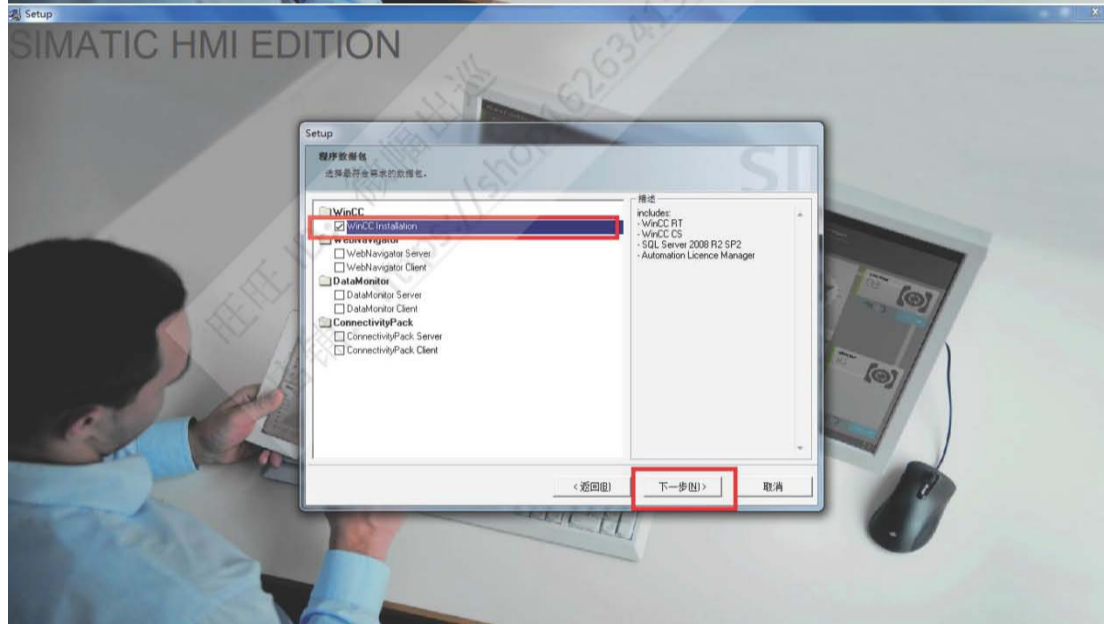 Setup
SIMATIC HMI EDITION
Setup
程序数据包
选择最符合需求的数据包。
WinCC
WinCC Installation
WebNavigator
WebNavigator Server
WebNavigator Client
DataMonitor
DataMonitor Server
DataMonitor Client
ConnectivityPack
ConnectivityPack Server
ConnectivityPack Client
描述
includes:
- WinCC RT
- WinCC CS
- SQL Server 2008 R2 SP2
- Automation Licence Manager
SI
<返回(B)
下一步(N)>
取消